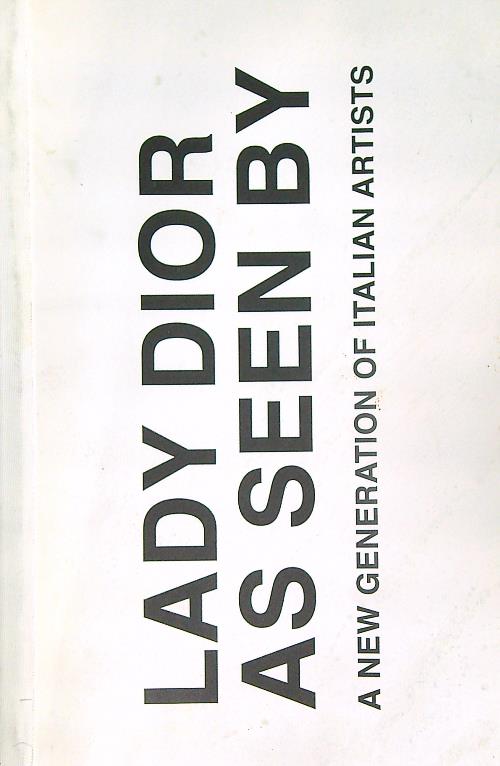 LADY DIOR
AS SEEN BY
A NEW GENERATION OF ITALIAN ARTISTS